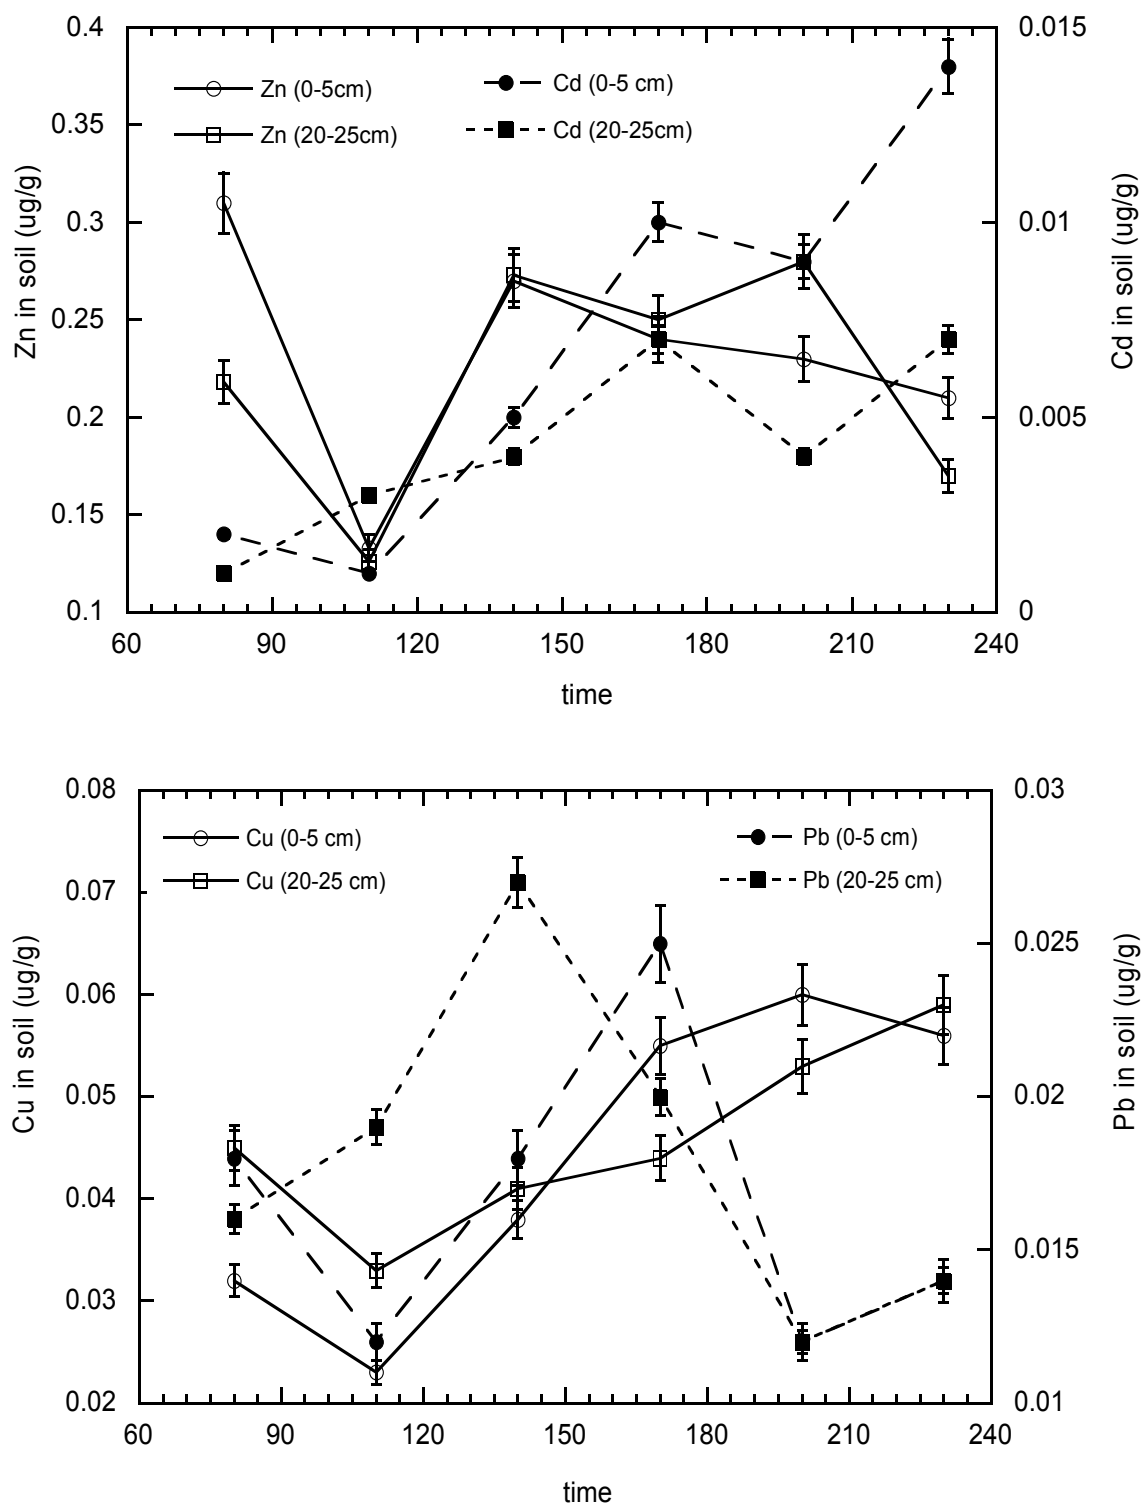 0.4
0.35
0.3
0.25
0.2
0.15
0.1
Zn in soil (ug/g)
Zn (0-5cm)
Zn (20-25cm)
Cd (0-5 cm)
Cd (20-25cm)
0.015
0.01
0.005
0
Cd in soil (ug/g)
60 90 120 150 180 210 240
time
0.08
0.07
0.06
0.05
0.04
0.03
0.02
Cu in soil (ug/g)
Cu (0-5 cm)
Cu (20-25 cm)
Pb (0-5 cm)
Pb (20-25 cm)
0.03
0.025
0.02
0.015
0.01
Pb in soil (ug/g)
60 90 120 150 180 210 240
time